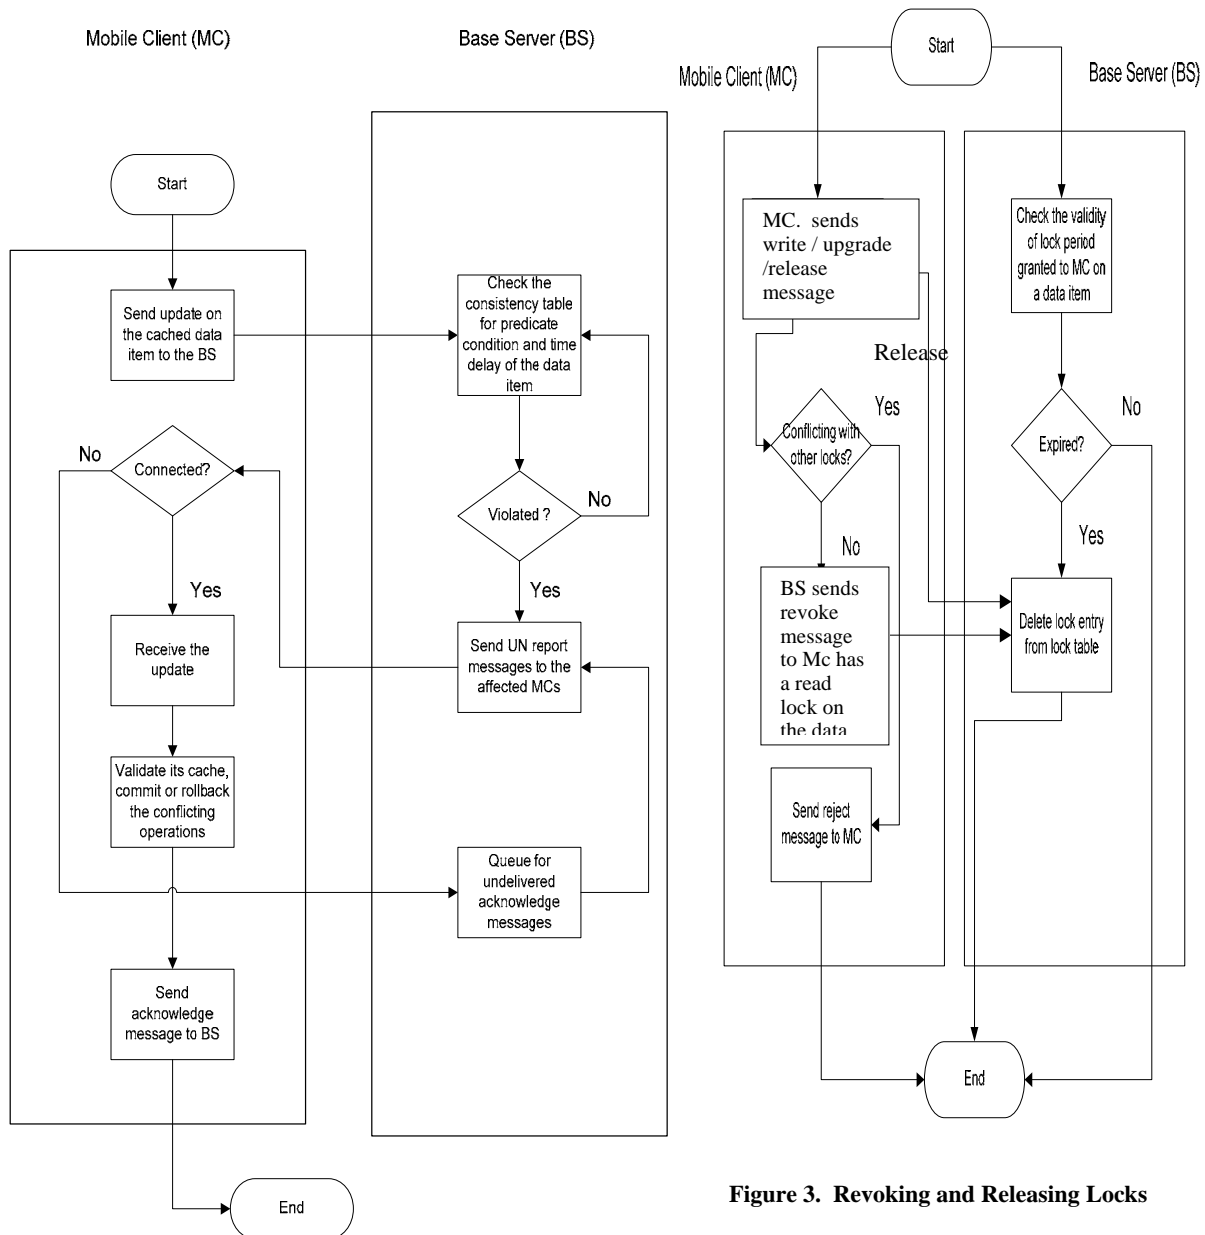 Mobile Client (MC)
Base Server (BS)
Start
Send update on
the cached data
item to the BS
Check the
consistency table
for predicate
condition and time
delay of the data
item
No
Connected?
Violated ?
No
Yes
Yes
Receive the
update
Send UN report
messages to the
affected MCs
Validate its cache,
commit or rollback
the conflicting
operations
Queue for
undelivered
acknowledge
messages
Send
acknowledge
message to BS
End
Start
Mobile Client (MC)
Base Server (BS)
MC. sends
write / upgrade
/release
message
Check the validity
of lock period
granted to MC on
a data item
Release
Yes
No
Conflicting with
other locks?
Expired?
No
Yes
BS sends
revoke
message
to Mc has
a read
lock on
the data
Delete lock entry
from lock table
Send reject
message to MC
End
Figure 3. Revoking and Releasing Locks